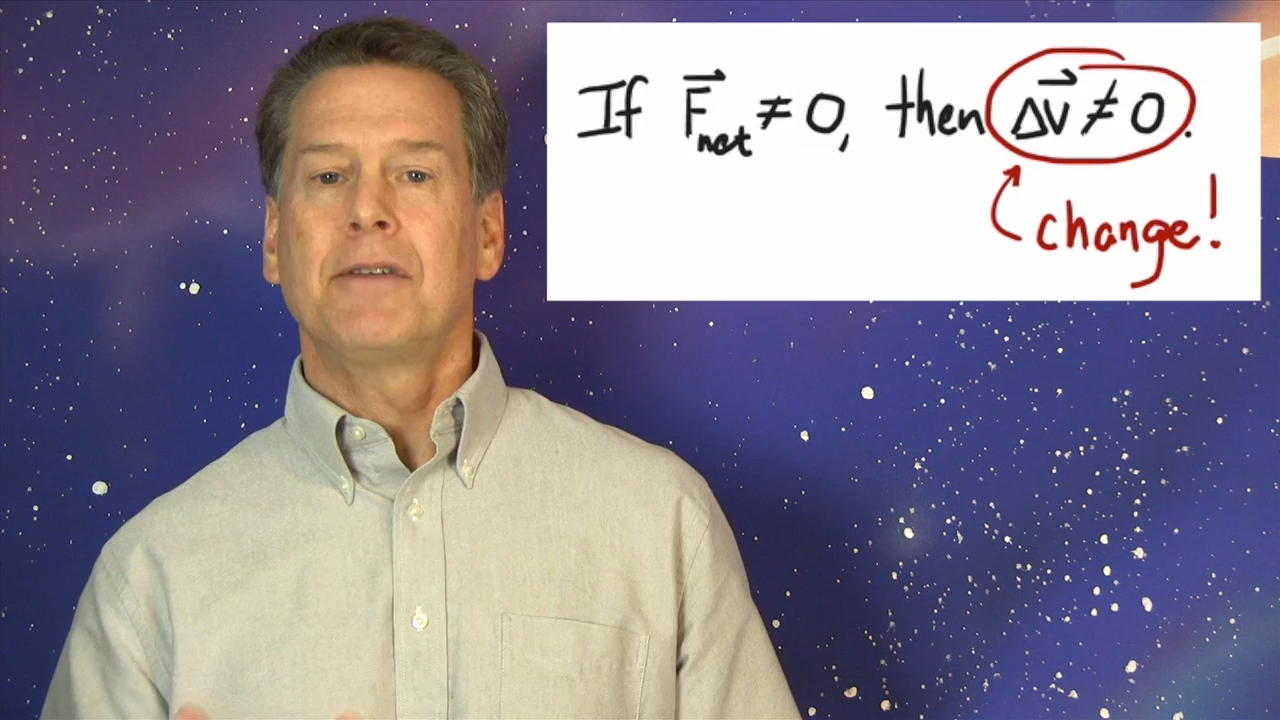 If F⃗net ≠ 0, then Δv⃗ ≠ 0.
change!